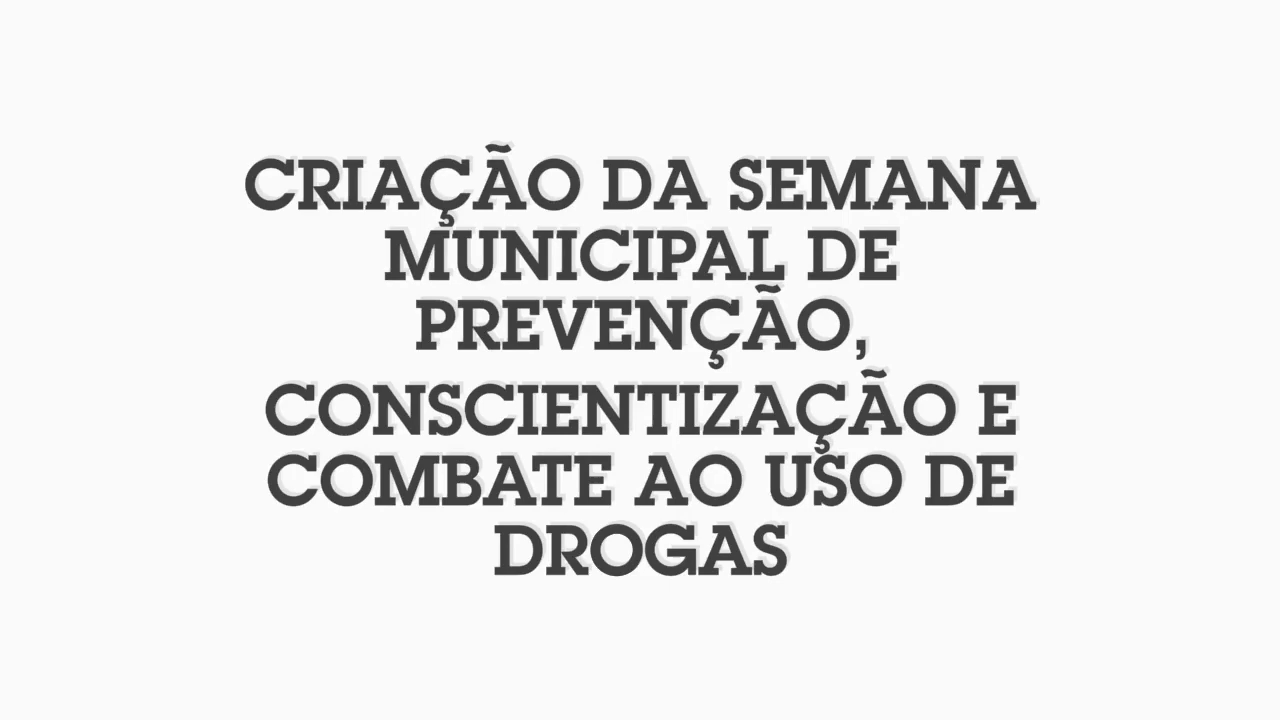 CRIAÇÃO DA SEMANA
MUNICIPAL DE
PREVENÇÃO,
CONSCIENTIZAÇÃO E
COMBATE AO USO DE
DROGAS